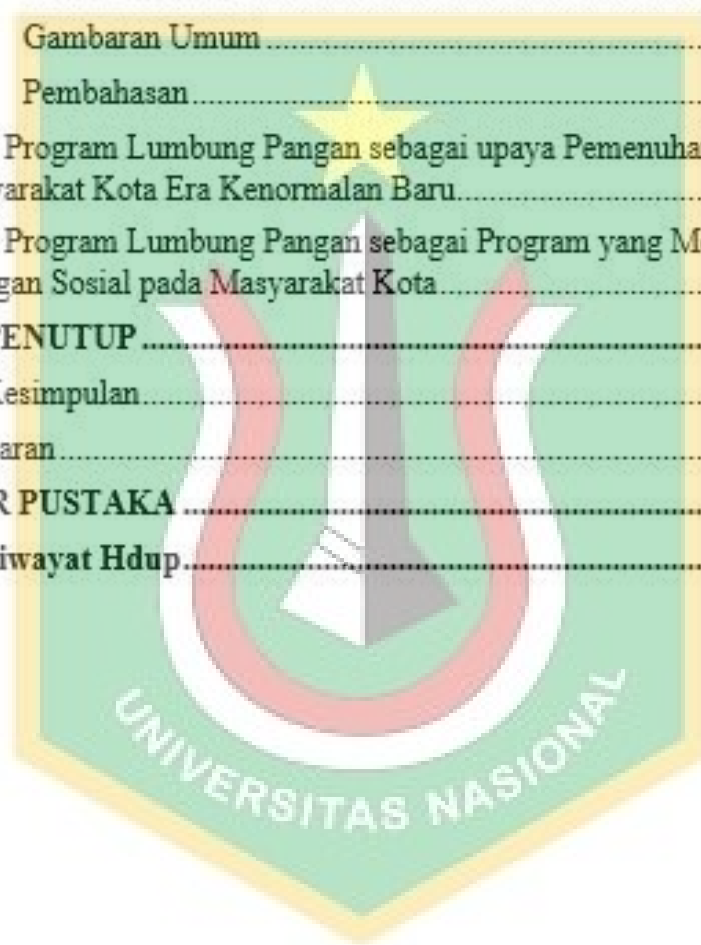 Gambaran Umum..........................................................
Pembahasan..........................................................
Program Lumbung Pangan sebagai upaya Pemenuha
yarakat Kota Era Kenormalan Baru..........................................
Program Lumbung Pangan sebagai Program yang M
gan Sosial pada Masyarakat Kota..........................................
PENUTUP..........................................................
Kesimpulan..........................................................
aran..........................................................
R PUSTAKA..........................................................
iwayat Hdup..........................................................
UNIVERSITAS NASIONAL